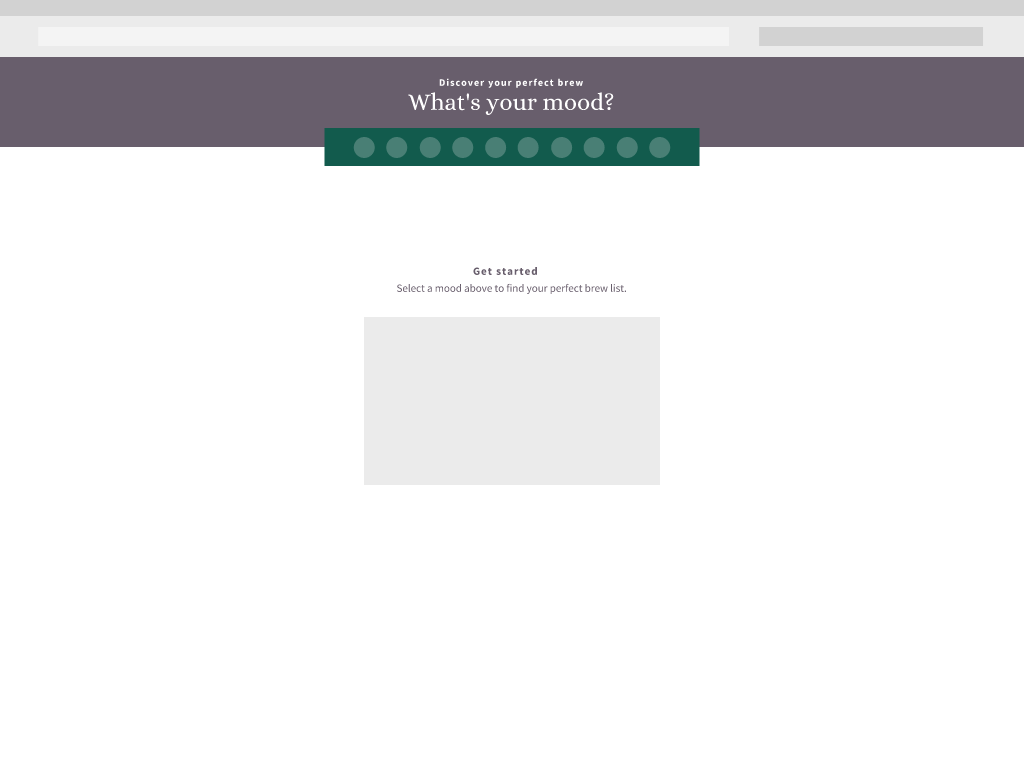 Discover your perfect brew
What's your mood?
Get started
Select a mood above to find your perfect brew list.